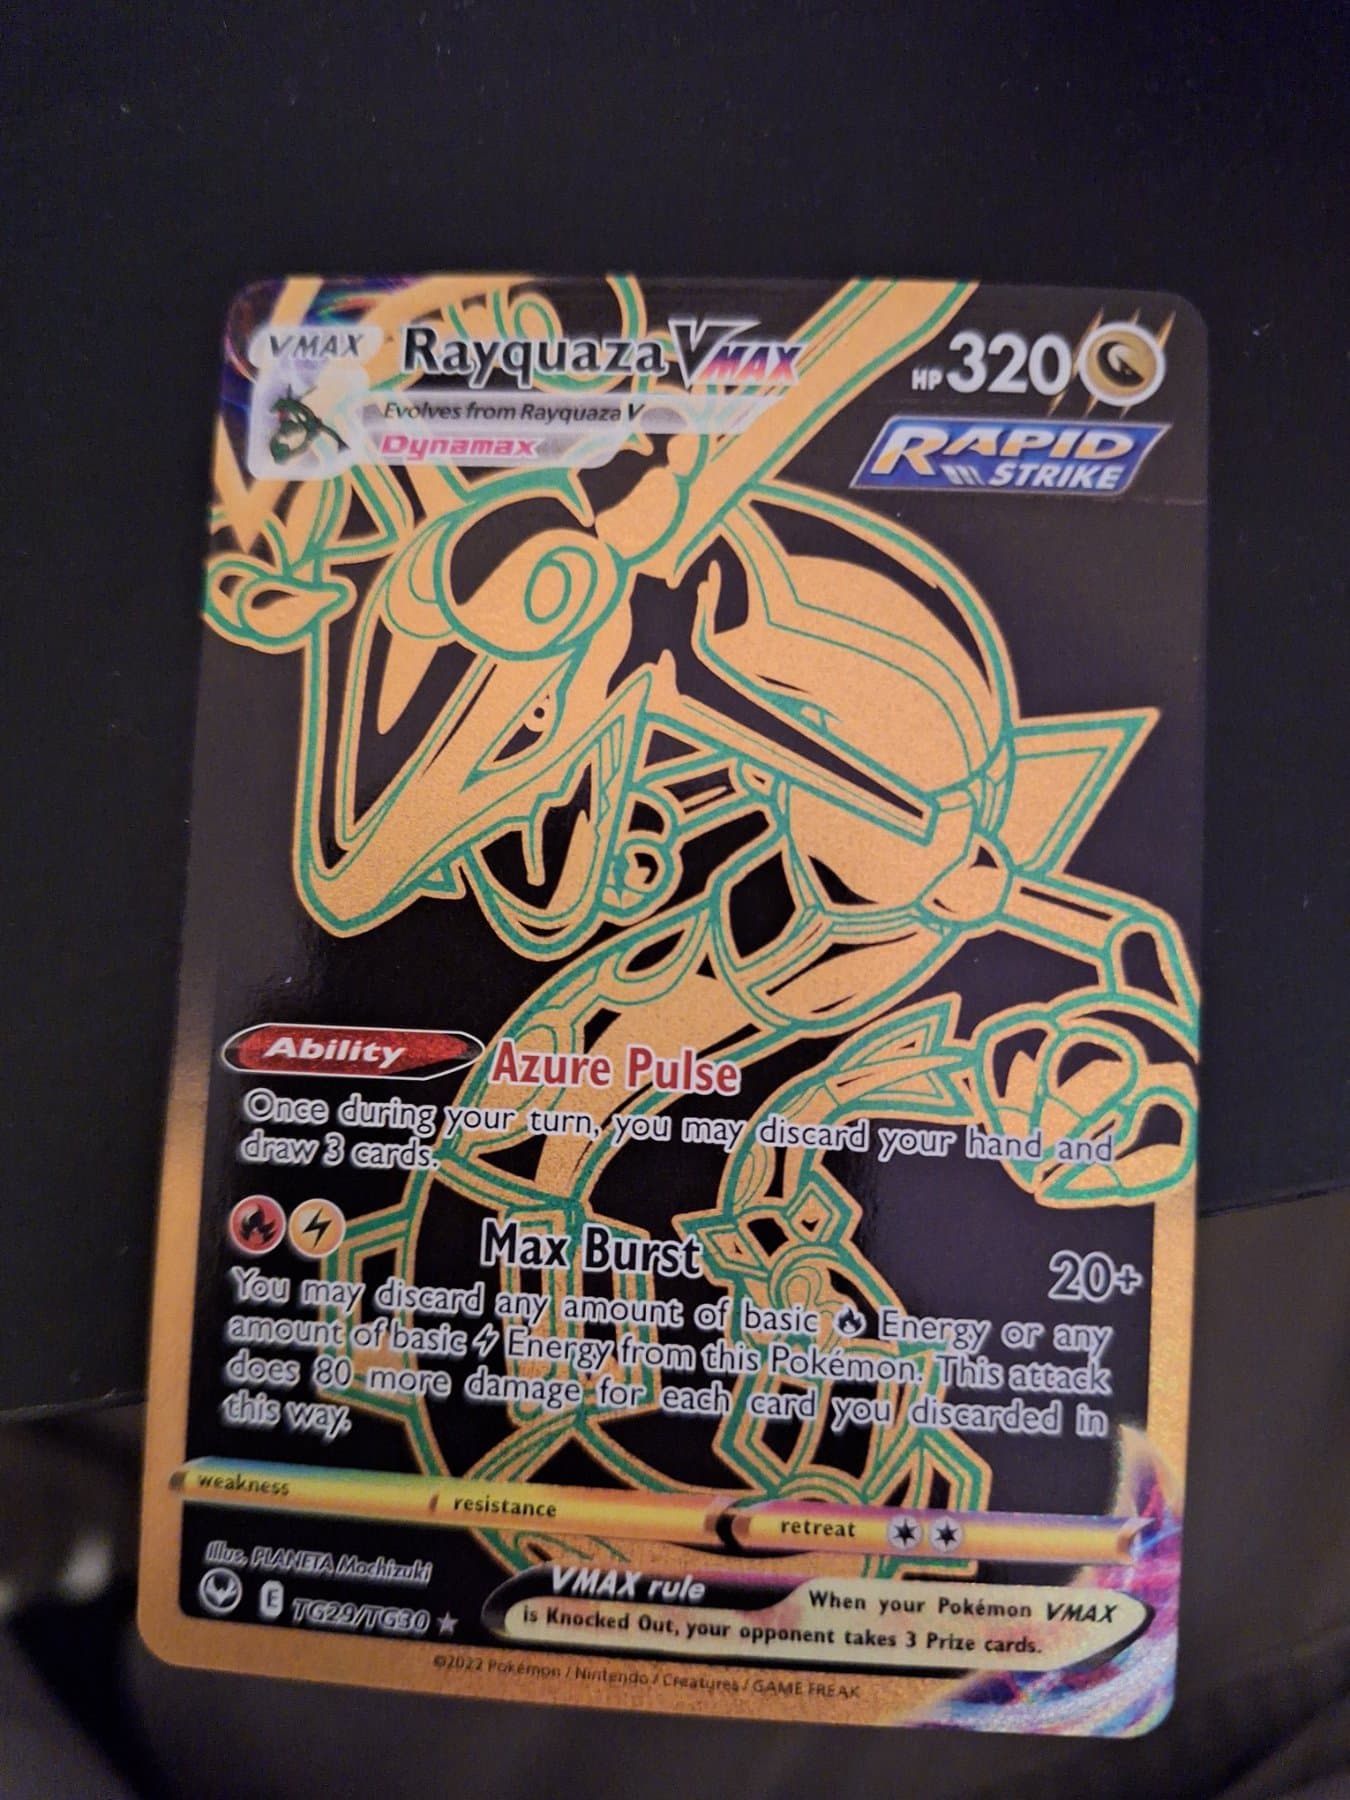 VMAX Rayquaza VMAX HP 320
Evolves from Rayquaza V
Dynamax
RAPID
STRIKE
Ability Azure Pulse
Once during your turn, you may discard your hand and
draw 3 cards.
Max Burst 20+
You may discard any amount of basic Energy or any
amount of basic Energy from this Pokémon. This attack
does 80 more damage for each card you discarded in
this way.
weakness resistance retreat
Illus. PLANETA Mochizuki
E TG29/TG30
VMAX rule When your Pokémon VMAX
is Knocked Out, your opponent takes 3 Prize cards.
©2022 Pokémon / Nintendo / Creatures / GAME FREAK